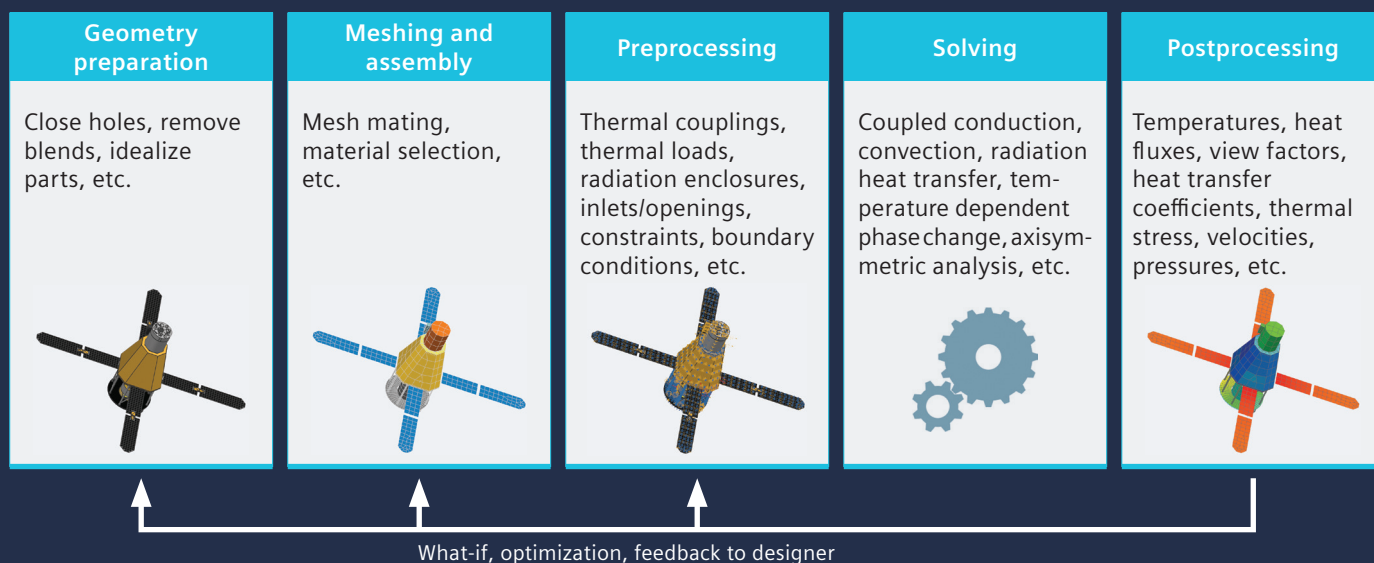 Geometry
preparation
Close holes, remove
blends, idealize
parts, etc.
Meshing and
assembly
Mesh mating,
material selection,
etc.
Preprocessing
Thermal couplings,
thermal loads,
radiation enclosures,
inlets/openings,
constraints, boundary
conditions, etc.
Solving
Coupled conduction,
convection, radiation
heat transfer, tem-
perature dependent
phase change, axisym-
metric analysis, etc.
Postprocessing
Temperatures, heat
fluxes, view factors,
heat transfer
coefficients, thermal
stress, velocities,
pressures, etc.
What-if, optimization, feedback to designer